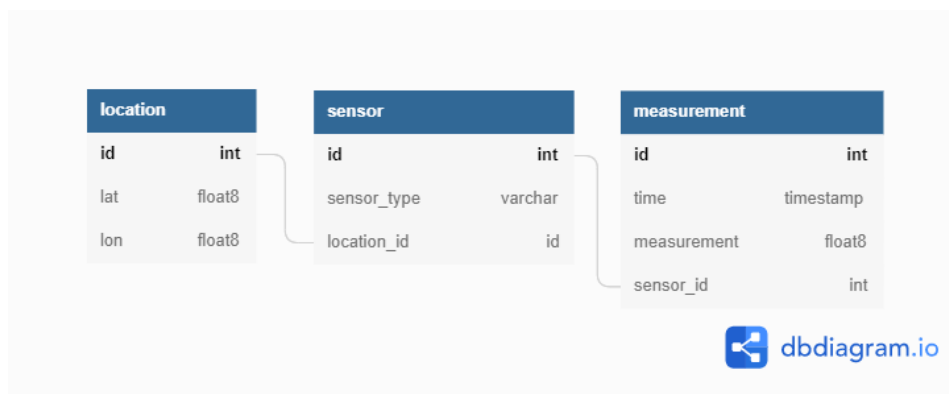 location
id int
lat float8
lon float8
sensor
id int
sensor_type varchar
location_id id
measurement
id int
time timestamp
measurement float8
sensor_id int
dbdiagram.io